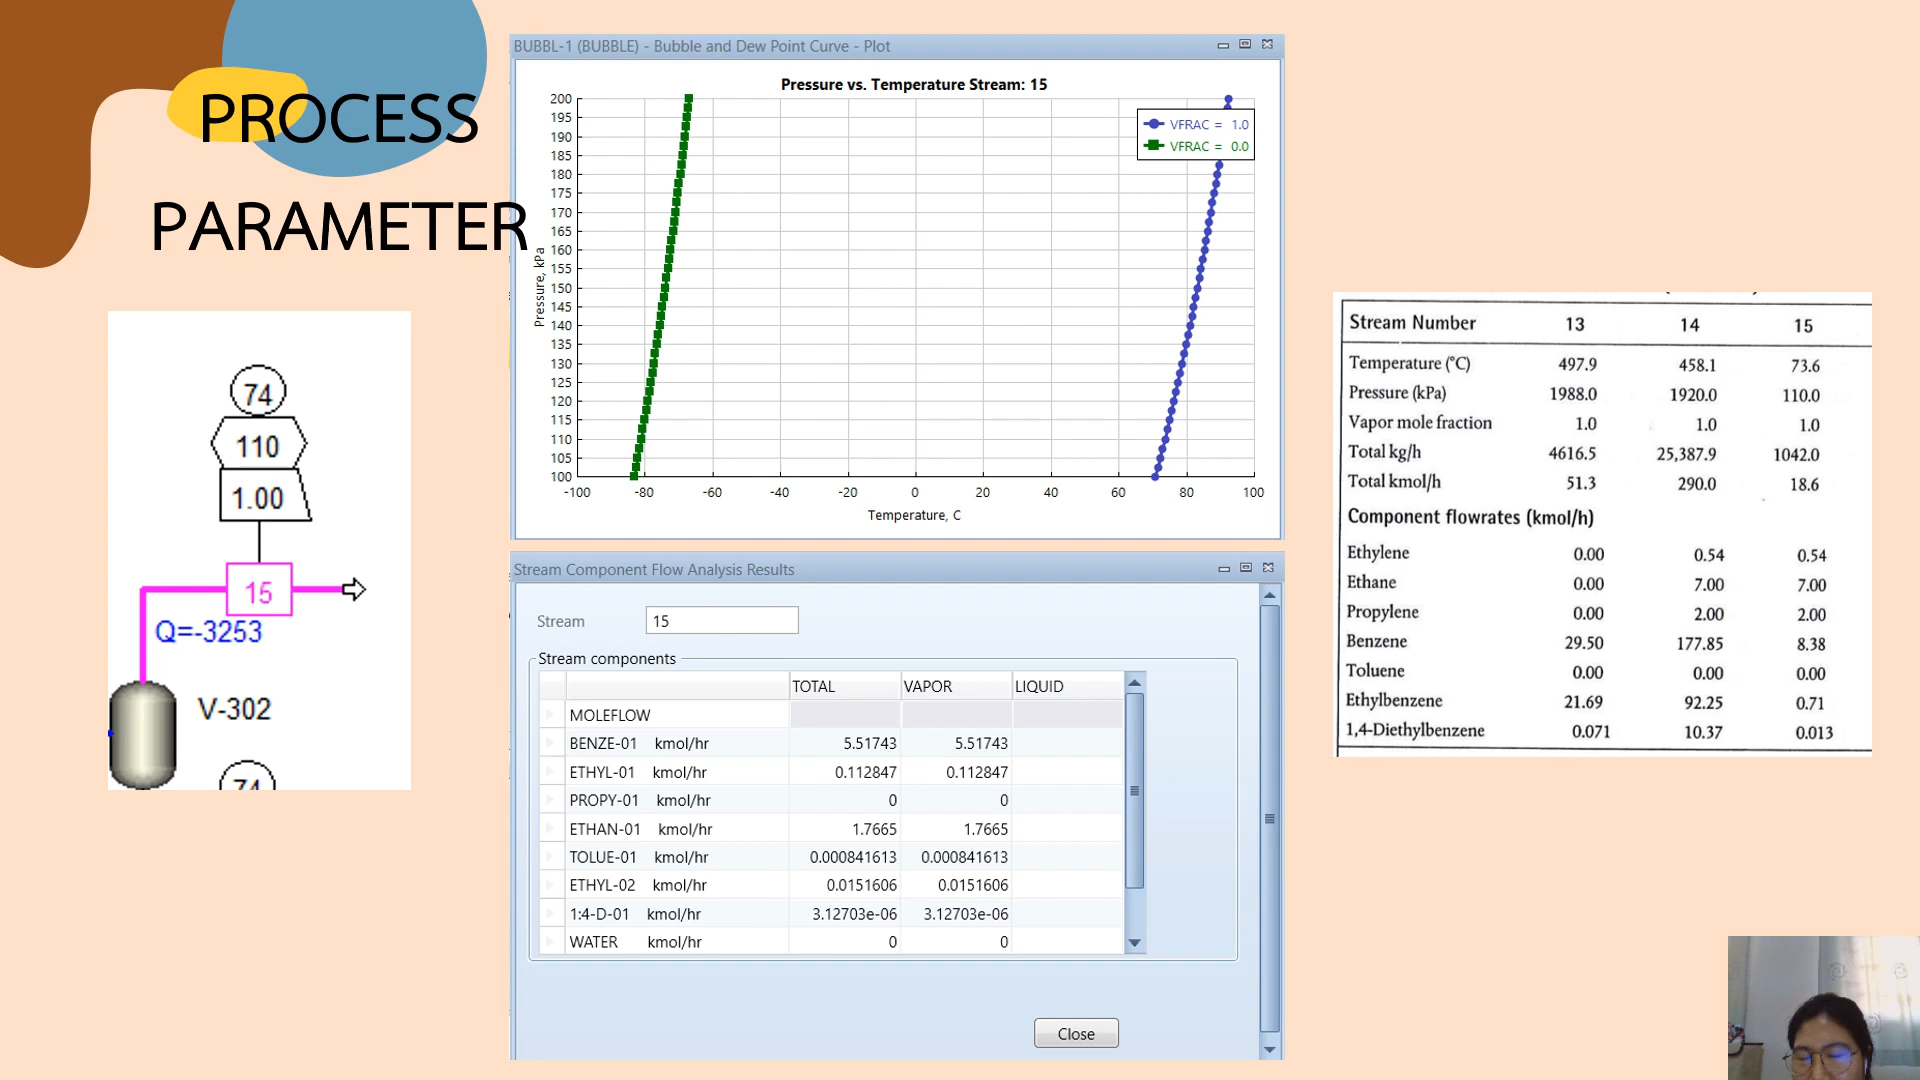 PROCESS
PARAMETER
74
110
1.00
15
Q=-3253
V-302
BUBBL-1 (BUBBLE) - Bubble and Dew Point Curve - Plot
Pressure vs. Temperature Stream: 15
VFRAC = 1.0
VFRAC = 0.0
200
195
190
185
180
175
170
165
160
155
150
145
140
135
130
125
120
115
110
105
100
Pressure, kPa
-100 -80 -60 -40 -20 0 20 40 60 80 100
Temperature, C
Stream Component Flow Analysis Results
Stream 15
Stream components
TOTAL VAPOR LIQUID
MOLEFLOW
BENZE-01 kmol/hr 5.51743 5.51743
ETHYL-01 kmol/hr 0.112847 0.112847
PROPY-01 kmol/hr 0 0
ETHAN-01 kmol/hr 1.7665 1.7665
TOLUE-01 kmol/hr 0.000841613 0.000841613
ETHYL-02 kmol/hr 0.0151606 0.0151606
1:4-D-01 kmol/hr 3.12703e-06 3.12703e-06
WATER kmol/hr 0 0
Close
Stream Number 13 14 15
Temperature (°C) 497.9 458.1 73.6
Pressure (kPa) 1988.0 1920.0 110.0
Vapor mole fraction 1.0 1.0 1.0
Total kg/h 4616.5 25,387.9 1042.0
Total kmol/h 51.3 290.0 18.6
Component flowrates (kmol/h)
Ethylene 0.00 0.54 0.54
Ethane 0.00 7.00 7.00
Propylene 0.00 2.00 2.00
Benzene 29.50 177.85 8.38
Toluene 0.00 0.00 0.00
Ethylbenzene 21.69 92.25 0.71
1,4-Diethylbenzene 0.071 10.37 0.013